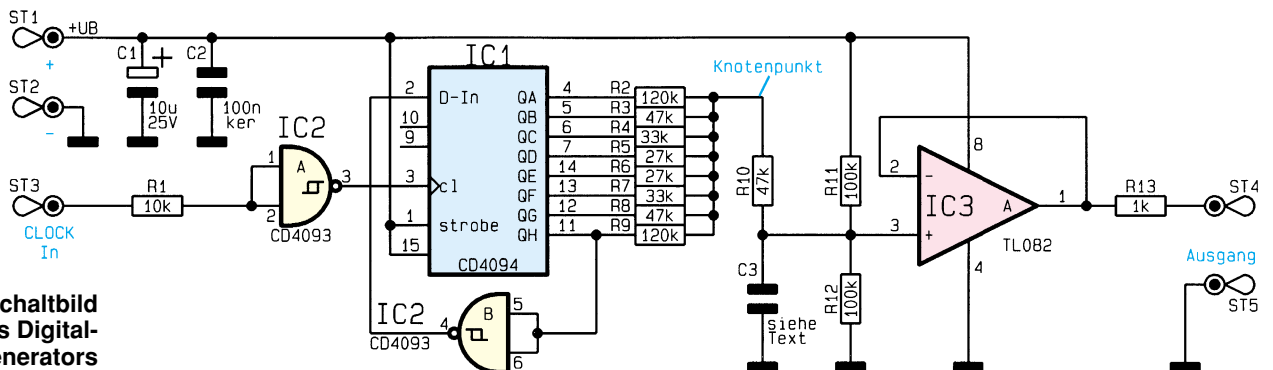 ST1
+UB
+
ST2
−
C1
+
10u
25V
C2
100n
ker
ST3
CLOCK
In
R1
10k
IC2
1
2
A
3
CD4093
IC1
2
D-In
10
9
3
cl
1
strobe
15
QA
QB
QC
QD
QE
QF
QG
QH
CD4094
4
5
6
7
14
13
12
11
R2
120k
R3
47k
R4
33k
R5
27k
R6
27k
R7
33k
R8
47k
R9
120k
Knotenpunkt
IC2
CD4093
4
B
5
6
R10
47k
R11
100k
C3
siehe
Text
R12
100k
2
-
3
+
IC3
A
8
4
1
TL082
R13
1k
ST4
Ausgang
ST5
chaltbild
s Digital-
enerators